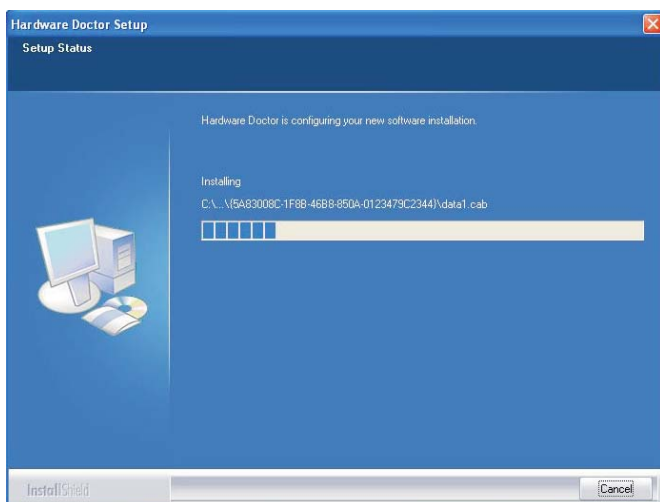 Hardware Doctor Setup
Setup Status
Hardware Doctor is configuring your new software installation.
Installing
C:\...\{5A83008C-1F8B-46B8-850A-0123479C2344}\data1.cab
InstallShield
Cancel